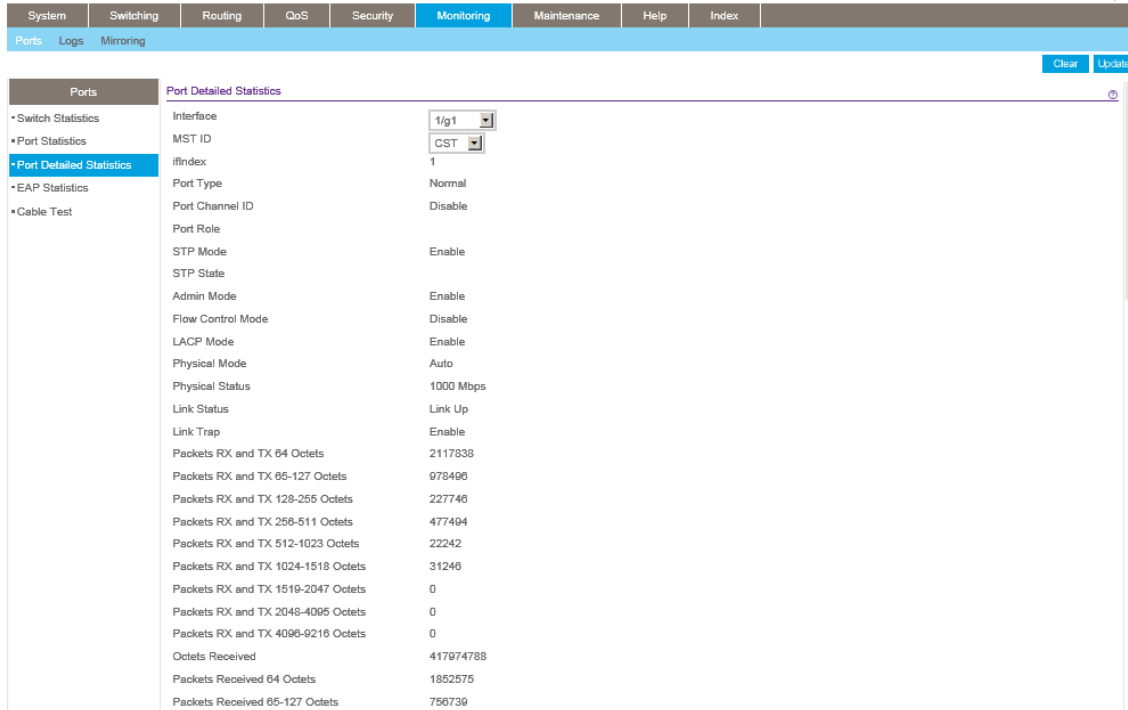 System Switching Routing QoS Security Monitoring Maintenance Help Index
Ports Logs Mirroring
Clear Update
Ports
Switch Statistics
Port Statistics
Port Detailed Statistics
EAP Statistics
Cable Test
Port Detailed Statistics
Interface 1/g1
MST ID CST
ifIndex 1
Port Type Normal
Port Channel ID Disable
Port Role
STP Mode Enable
STP State
Admin Mode Enable
Flow Control Mode Disable
LACP Mode Enable
Physical Mode Auto
Physical Status 1000 Mbps
Link Status Link Up
Link Trap Enable
Packets RX and TX 64 Octets 2117838
Packets RX and TX 65-127 Octets 978496
Packets RX and TX 128-255 Octets 227746
Packets RX and TX 256-511 Octets 477494
Packets RX and TX 512-1023 Octets 22242
Packets RX and TX 1024-1518 Octets 31246
Packets RX and TX 1519-2047 Octets 0
Packets RX and TX 2048-4095 Octets 0
Packets RX and TX 4096-9216 Octets 0
Octets Received 417974788
Packets Received 64 Octets 1852575
Packets Received 65-127 Octets 756739